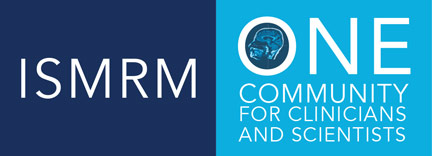 ISMRM
ONE
COMMUNITY
FOR CLINICIANS
AND SCIENTISTS